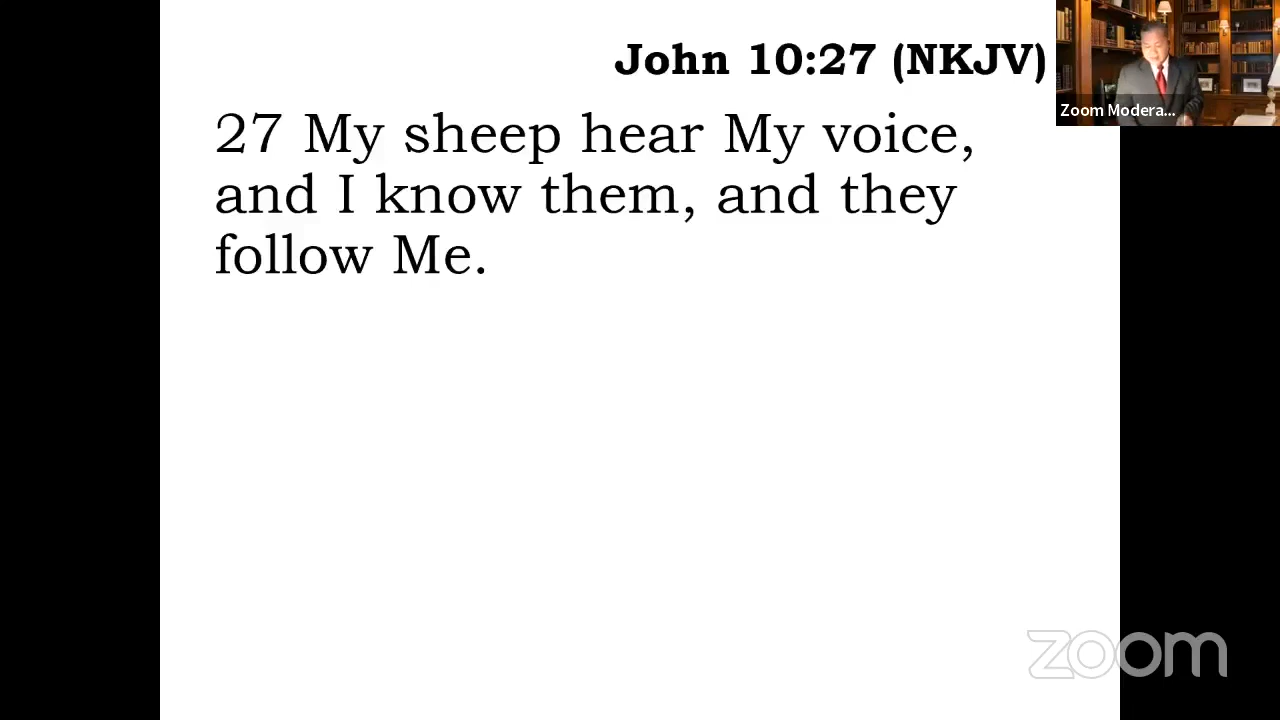 John 10:27 (NKJV)
27 My sheep hear My voice,
and I know them, and they
follow Me.
Zoom Modera...
zoom